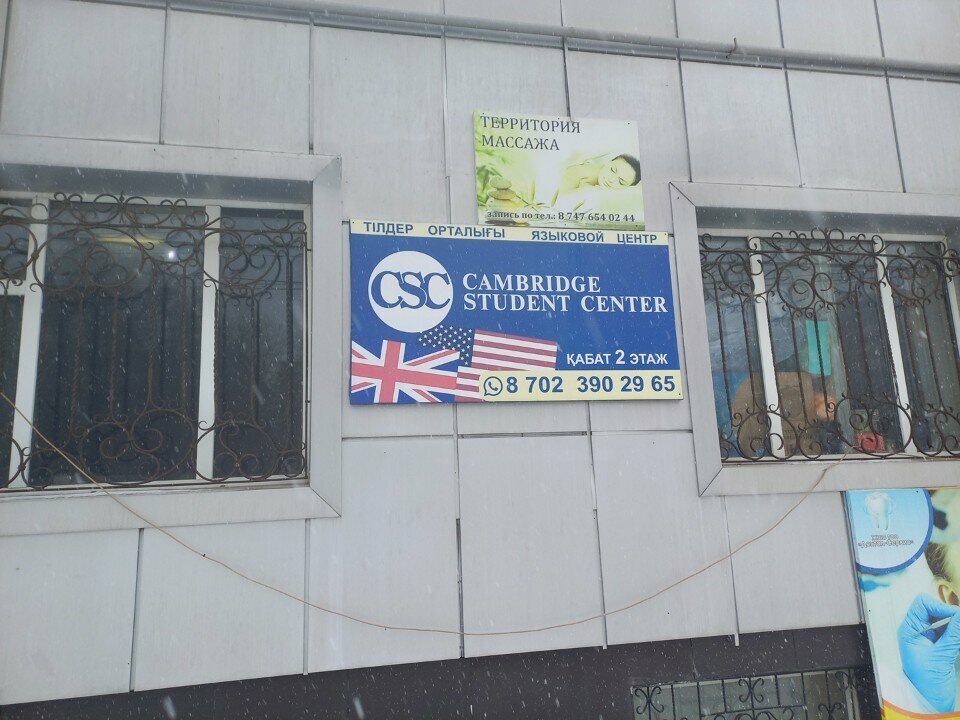 ТЕРРИТОРИЯ
МАССАЖА
запись по тел.: 8 747 654 02 44
ТІЛДЕР ОРТАЛЫҒЫ ЯЗЫКОВОЙ ЦЕНТР
CSC CAMBRIDGE
STUDENT CENTER
ҚАБАТ 2 ЭТАЖ
8 702 390 29 65